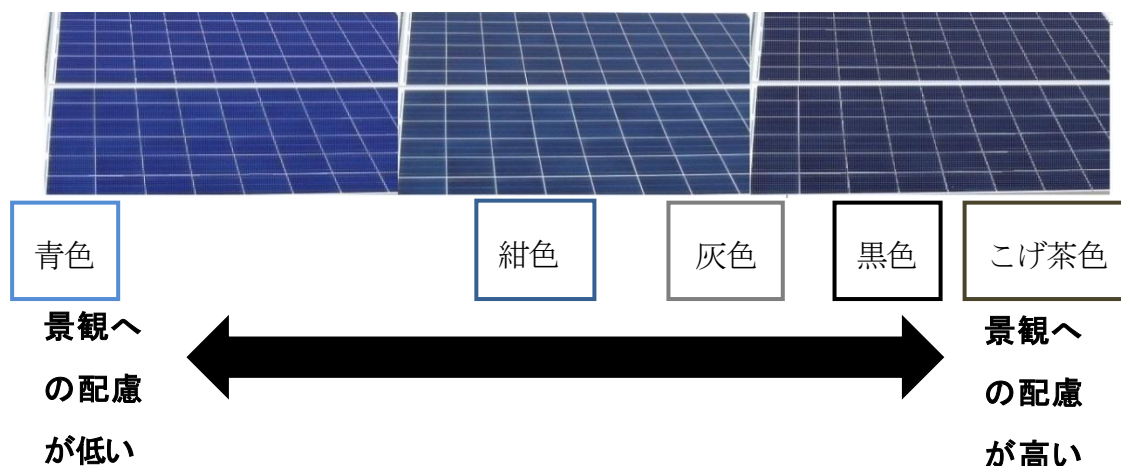 青色
紺色
灰色
黒色
こげ茶色
景観へ
の配慮
が低い
景観へ
の配慮
が高い